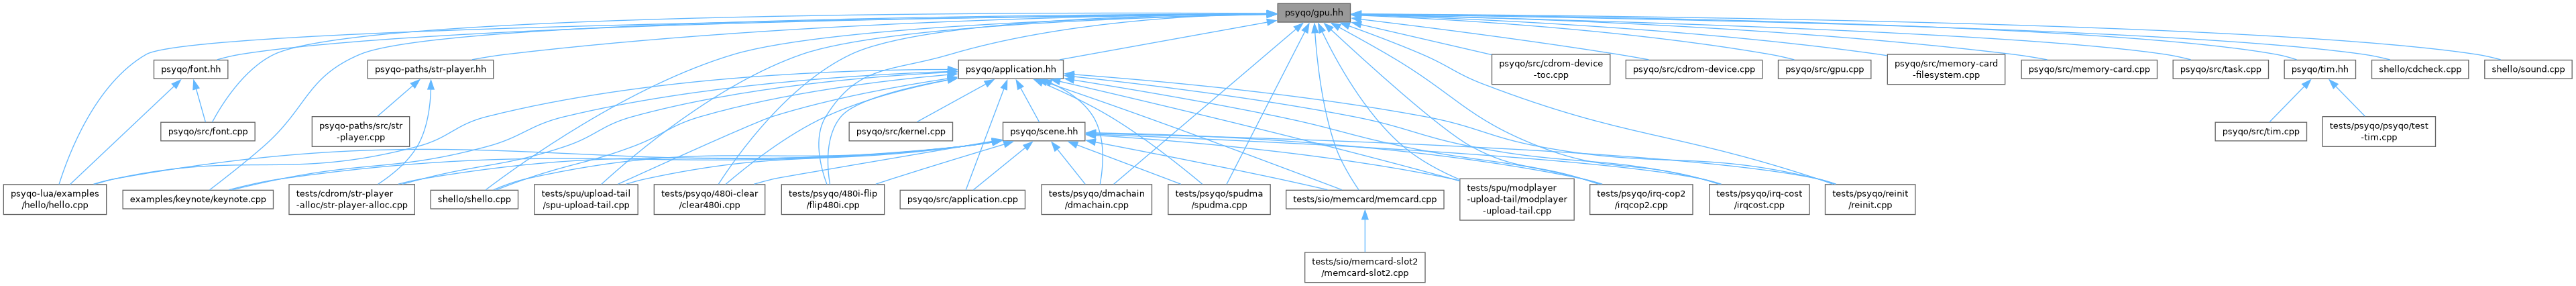 psyqo/gpu.hh
psyqo/font.hh
psyqo-paths/str-player.hh
psyqo/application.hh
psyqo/src/cdrom-device
-toc.cpp
psyqo/src/cdrom-device.cpp
psyqo/src/gpu.cpp
psyqo/src/memory-card
-filesystem.cpp
psyqo/src/memory-card.cpp
psyqo/src/task.cpp
psyqo/tim.hh
shello/cdcheck.cpp
shello/sound.cpp
psyqo/src/font.cpp
psyqo-paths/src/str
-player.cpp
psyqo/src/kernel.cpp
psyqo/scene.hh
psyqo/src/tim.cpp
tests/psyqo/psyqo/test
-tim.cpp
psyqo-lua/examples
/hello/hello.cpp
examples/keynote/keynote.cpp
tests/cdrom/str-player
-alloc/str-player-alloc.cpp
shello/shello.cpp
tests/spu/upload-tail
/spu-upload-tail.cpp
tests/psyqo/480i-clear
/clear480i.cpp
tests/psyqo/480i-flip
/flip480i.cpp
psyqo/src/application.cpp
tests/psyqo/dmachain
/dmachain.cpp
tests/psyqo/spudma
/spudma.cpp
tests/sio/memcard/memcard.cpp
tests/spu/modplayer
-upload-tail/modplayer
-upload-tail.cpp
tests/psyqo/irq-cop2
/irqcop2.cpp
tests/psyqo/irq-cost
/irqcost.cpp
tests/psyqo/reinit
/reinit.cpp
tests/sio/memcard-slot2
/memcard-slot2.cpp